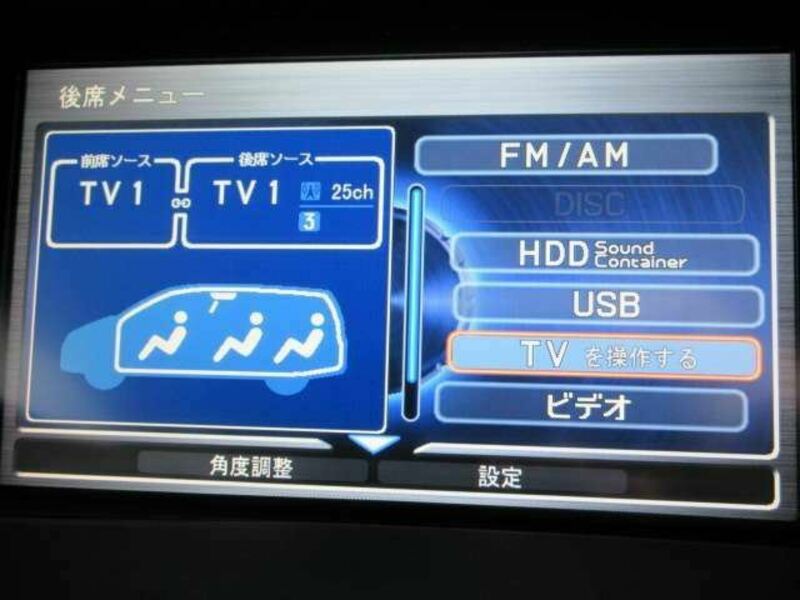 後席メニュー
前席ソース
TV 1
後席ソース
TV 1 25ch
3
FM/AM
DISC
HDD Sound Container
USB
TV を操作する
ビデオ
角度調整
設定